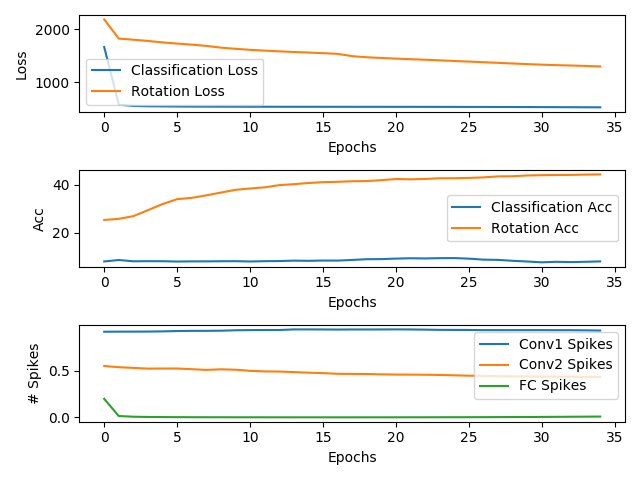 2000
1000
Loss
Classification Loss
Rotation Loss
0 5 10 15 20 25 30 35
Epochs
40
20
Acc
Classification Acc
Rotation Acc
0 5 10 15 20 25 30 35
Epochs
0.5
0.0
# Spikes
Conv1 Spikes
Conv2 Spikes
FC Spikes
0 5 10 15 20 25 30 35
Epochs